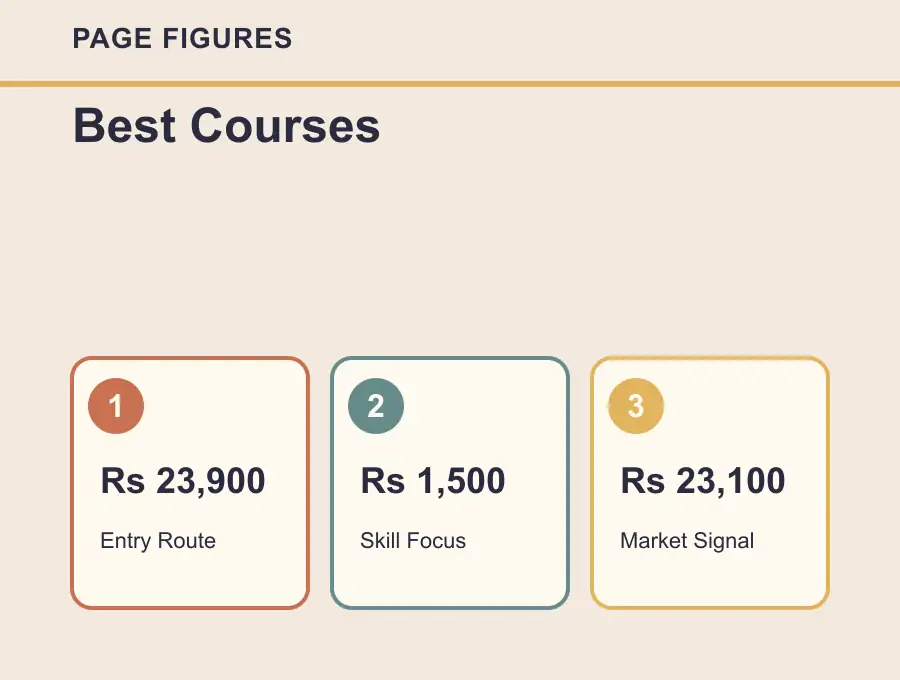 PAGE FIGURES
Best Courses
1
Rs 23,900
Entry Route
2
Rs 1,500
Skill Focus
3
Rs 23,100
Market Signal